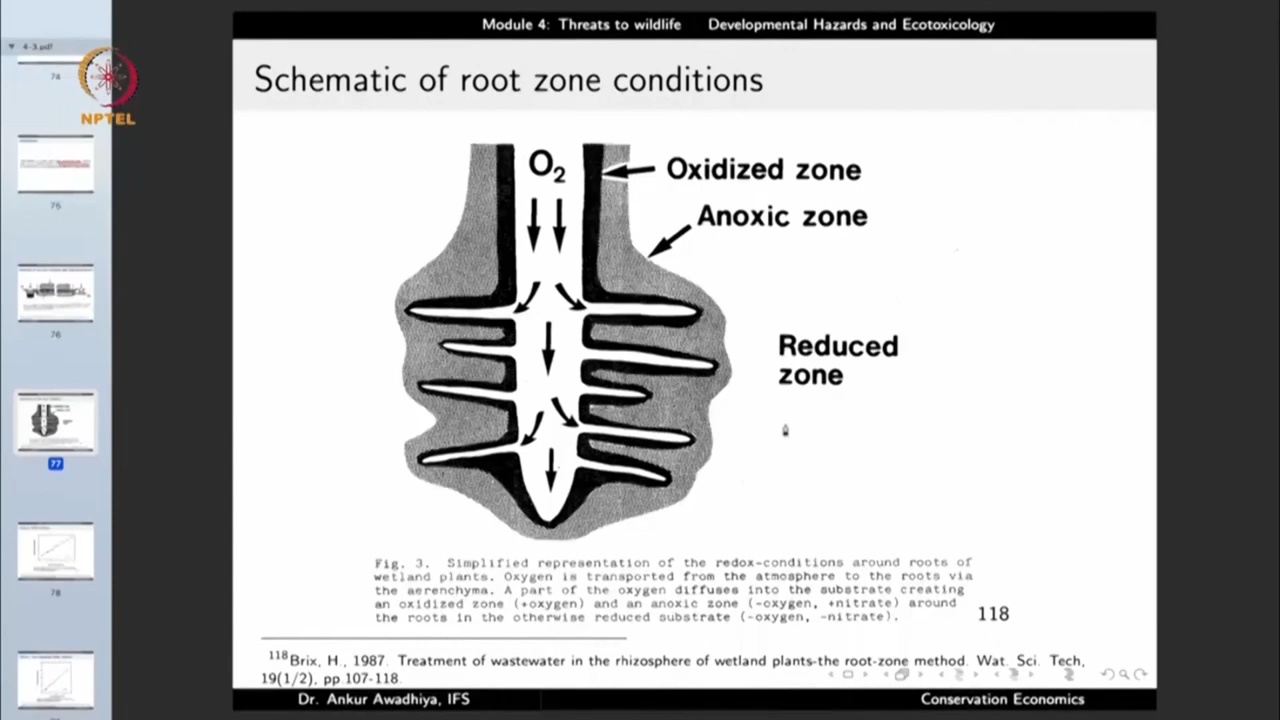 Module 4: Threats to wildlife Developmental Hazards and Ecotoxicology
4-3.pdf
74
NPTEL
Schematic of root zone conditions
75
76
77
78
O2
Oxidized zone
Anoxic zone
Reduced
zone
Fig. 3. Simplified representation of the redox-conditions around roots of
wetland plants. Oxygen is transported from the atmosphere to the roots via
the aerenchyma. A part of the oxygen diffuses into the substrate creating
an oxidized zone (+oxygen) and an anoxic zone (-oxygen, +nitrate) around
the roots in the otherwise reduced substrate (-oxygen, -nitrate).
118
118Brix, H., 1987. Treatment of wastewater in the rhizosphere of wetland plants-the root-zone method. Wat. Sci. Tech,
19(1/2), pp.107-118.
Dr. Ankur Awadhiya, IFS Conservation Economics